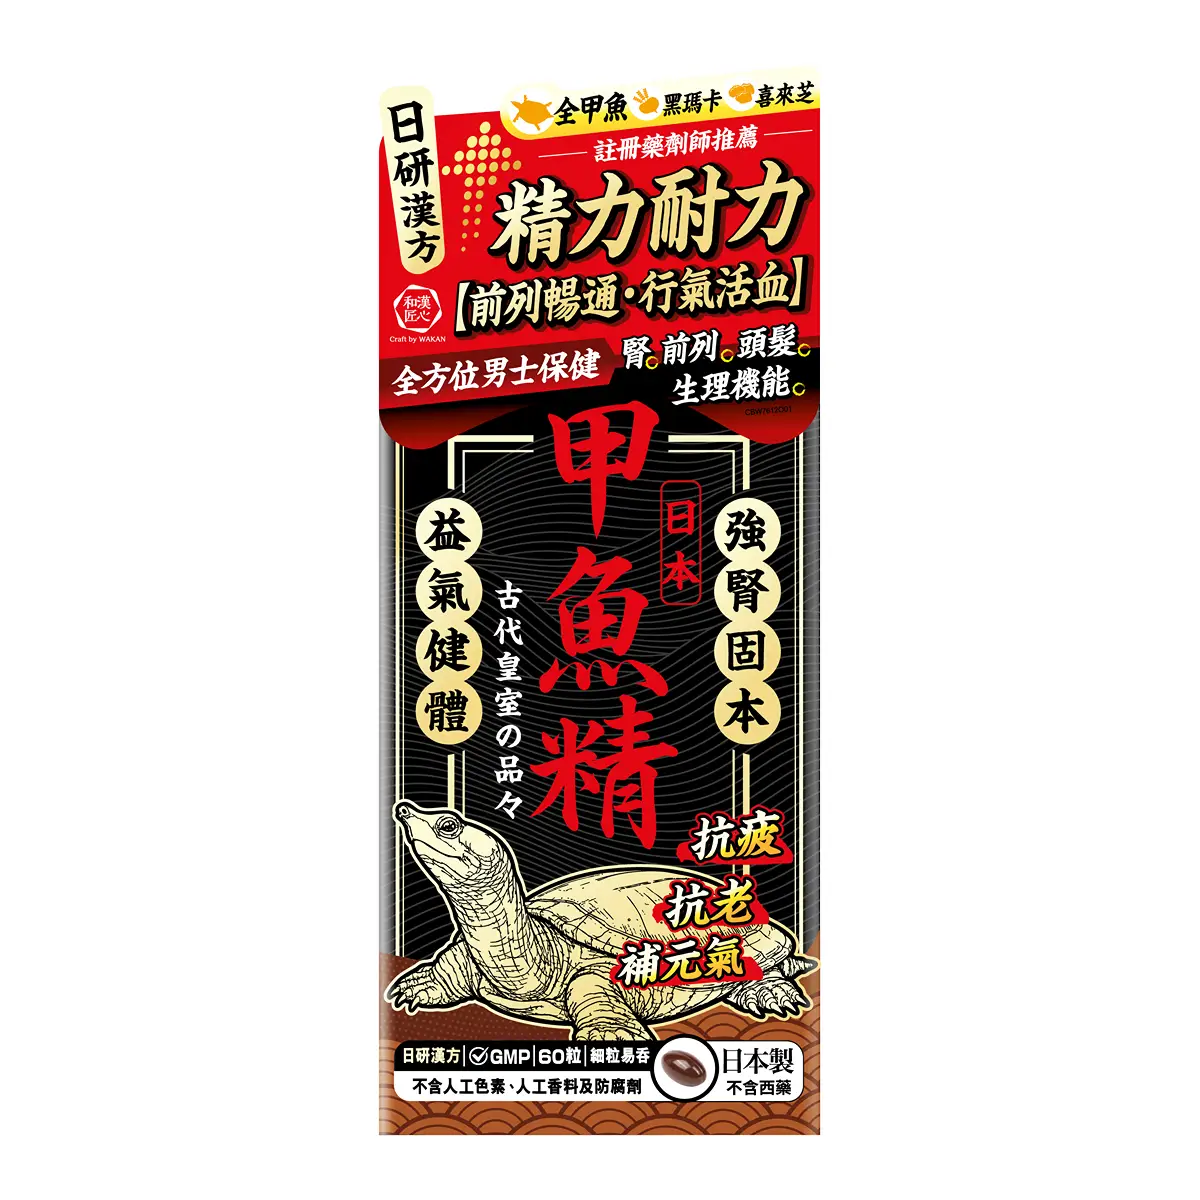 全甲魚 黑瑪卡 喜來芝
註冊藥劑師推薦
日研漢方
精力耐力
【前列暢通・行氣活血】
和漢
匠心
Craft by WAKAN
全方位男士保健
腎。前列。頭髮。
生理機能。
CBW7613O01
甲魚精
日本
益氣健體
古代皇室の品々
強腎固本
抗疲
抗老
補元氣
日研漢方|GMP|60粒|細粒易吞
不含人工色素、人工香料及防腐劑
日本製
不含西藥